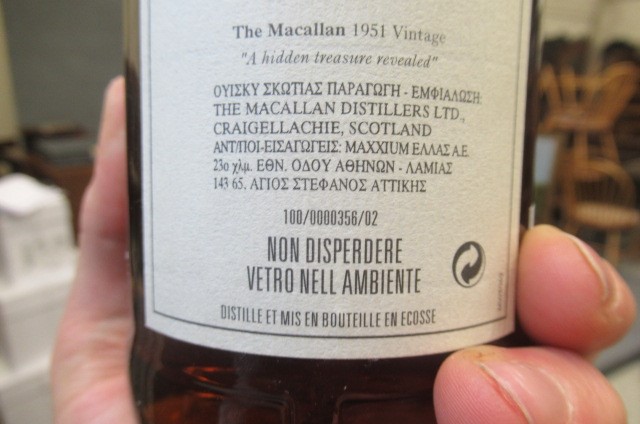 The Macallan 1951 Vintage
"A hidden treasure revealed"
ΟΥΙΣΚΥ ΣΚΩΤΙΑΣ ΠΑΡΑΓΩΓΗ - ΕΜΦΙΑΛΩΣΗ:
THE MACALLAN DISTILLERS LTD.,
CRAIGELLACHIE, SCOTLAND
ΑΝΤ/ΠΟΙ-ΕΙΣΑΓΩΓΕΙΣ: MAXXIUM ΕΛΛΑΣ Α.Ε.
23ο χλμ. ΕΘΝ. ΟΔΟΥ ΑΘΗΝΩΝ - ΛΑΜΙΑΣ
143 65. ΑΓΙΟΣ ΣΤΕΦΑΝΟΣ ΑΤΤΙΚΗΣ
100/0000356/02
NON DISPERDERE
VETRO NELL AMBIENTE
DISTILLE ET MIS EN BOUTEILLE EN ECOSSE